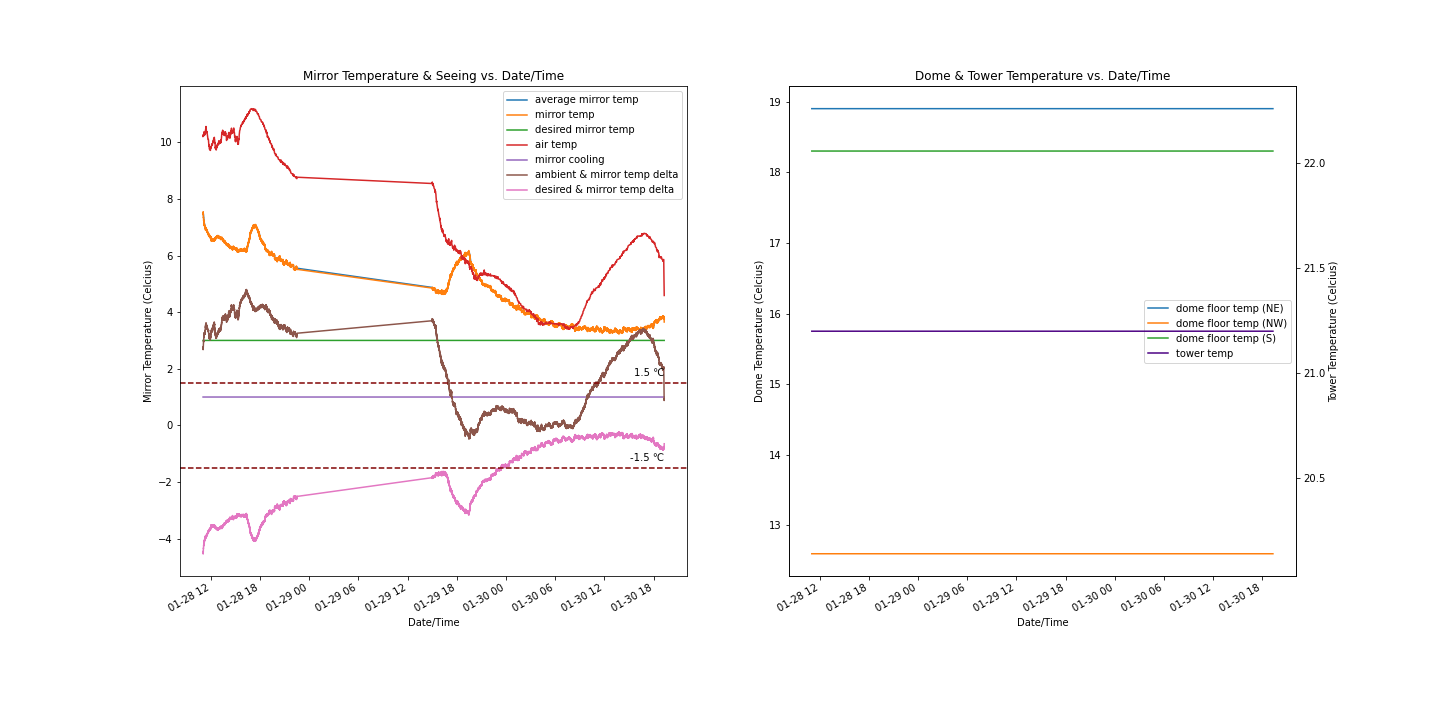 Mirror Temperature & Seeing vs. Date/Time
Mirror Temperature (Celcius)
10
8
6
4
2
0
−2
−4
average mirror temp
mirror temp
desired mirror temp
air temp
mirror cooling
ambient & mirror temp delta
desired & mirror temp delta
1.5 °C
-1.5 °C
01-28 12
01-28 18
01-29 00
01-29 06
01-29 12
01-29 18
01-30 00
01-30 06
01-30 12
01-30 18
Date/Time
Dome & Tower Temperature vs. Date/Time
Dome Temperature (Celcius)
19
18
17
16
15
14
13
dome floor temp (NE)
dome floor temp (NW)
dome floor temp (S)
tower temp
22.0
21.5
21.0
20.5
Tower Temperature (Celcius)
01-28 12
01-28 18
01-29 00
01-29 06
01-29 12
01-29 18
01-30 00
01-30 06
01-30 12
01-30 18
Date/Time